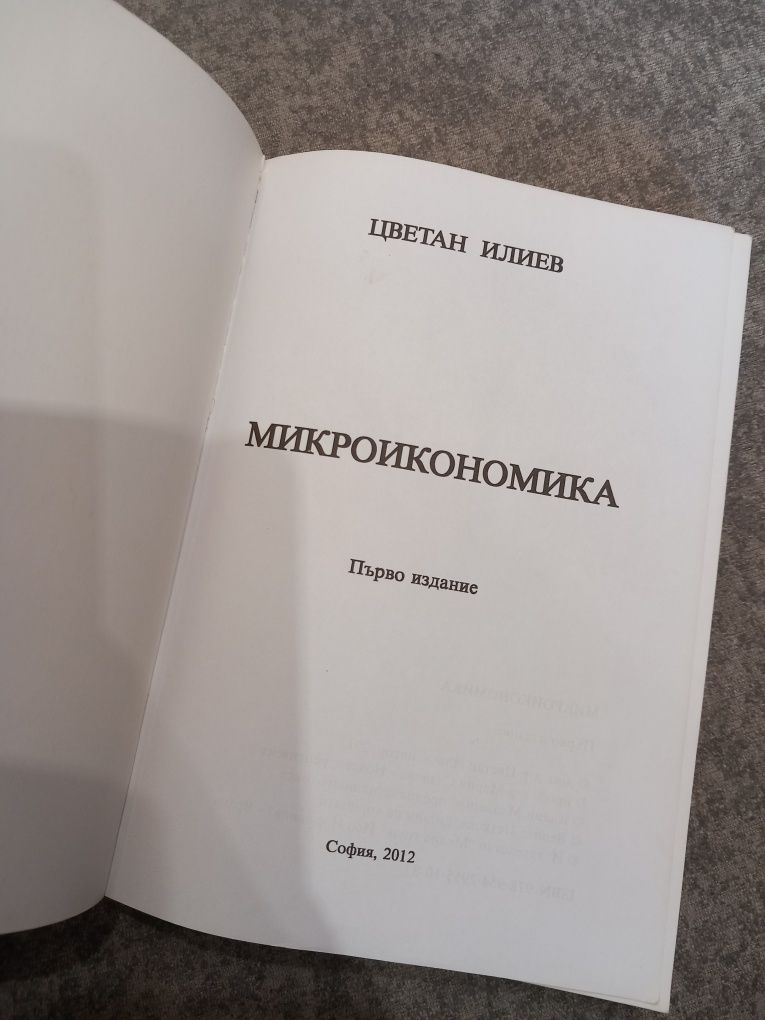 ЦВЕТАН ИЛИЕВ
МИКРОИКОНОМИКА
Първо издание
София, 2012